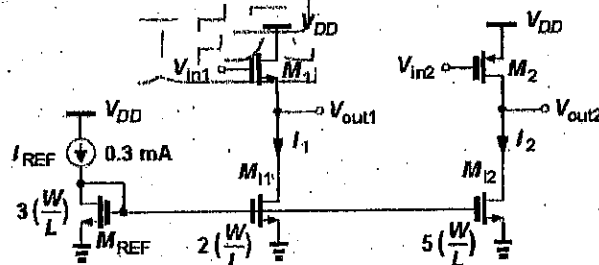 V_DD
V_DD
V_in1
M_1
V_in2
M_2
V_DD
V_out1
V_out2
I_REF
0.3 mA
I_1
I_2
M_I1
M_I2
3(W/L)
M_REF
2(W/L)
5(W/L)